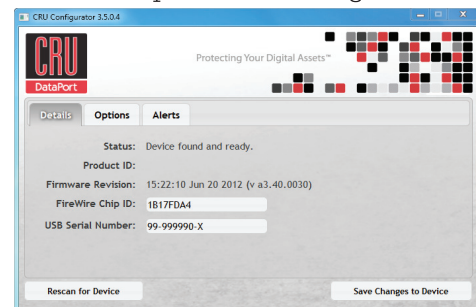 CRU Configurator 3.5.0.4
CRU
DataPort
Protecting Your Digital Assets™
Details Options Alerts
Status: Device found and ready.
Product ID:
Firmware Revision: 15:22:10 Jun 20 2012 (v a3.40.0030)
FireWire Chip ID: 1B17FDA4
USB Serial Number: 99-999990-X
Rescan for Device Save Changes to Device